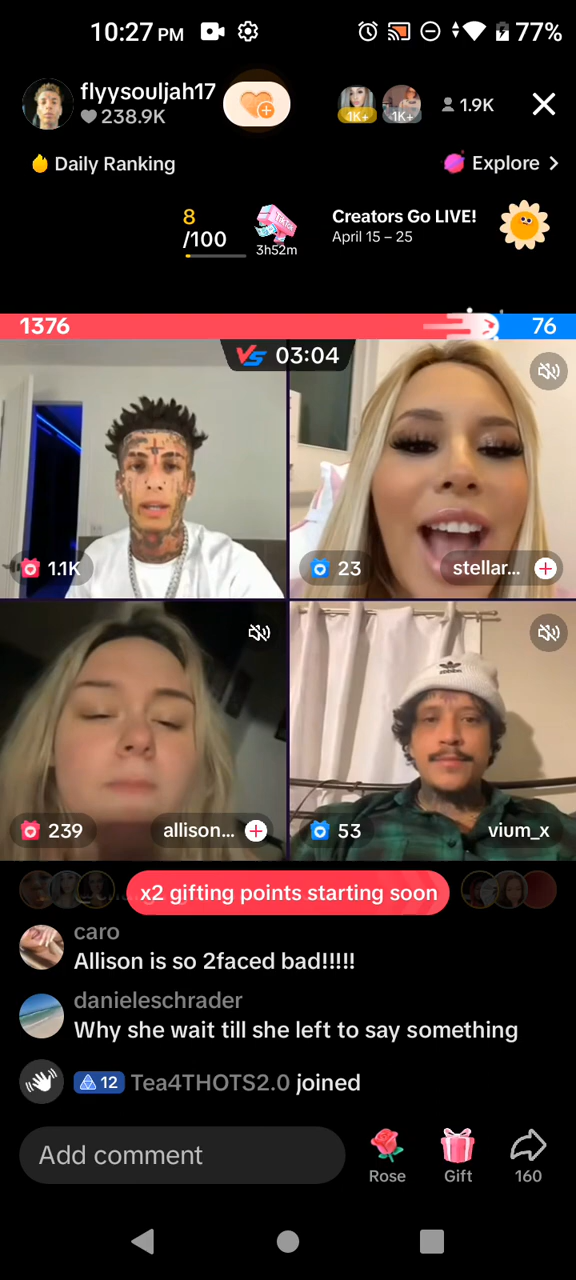 10:27 PM
77%
flyysouljah17
238.9K
1K+
1K+
1.9K
Daily Ranking
Explore
8
/100
TikTok
3h52m
Creators Go LIVE!
April 15 – 25
1376
76
VS 03:04
1.1K
23
stellar...
adidas
239
allison...
53
vium_x
x2 gifting points starting soon
caro
Allison is so 2faced bad!!!!!
danieleschrader
Why she wait till she left to say something
12 Tea4THOTS2.0 joined
Add comment
Rose
Gift
160